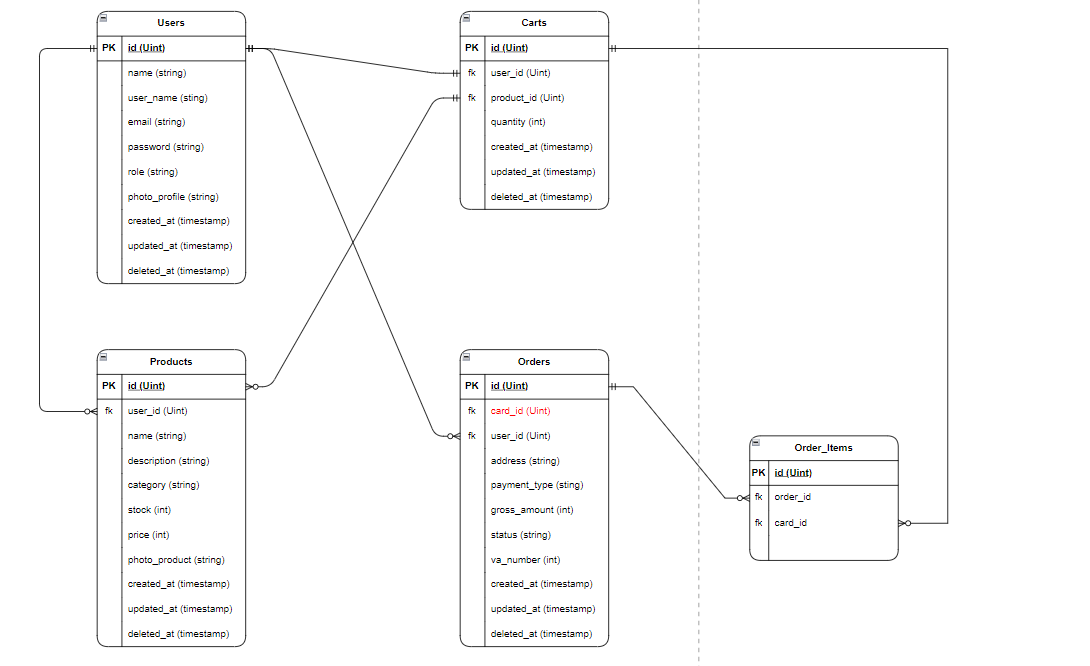 Users
PK id (Uint)
name (string)
user_name (sting)
email (string)
password (string)
role (string)
photo_profile (string)
created_at (timestamp)
updated_at (timestamp)
deleted_at (timestamp)
Carts
PK id (Uint)
fk user_id (Uint)
fk product_id (Uint)
quantity (int)
created_at (timestamp)
updated_at (timestamp)
deleted_at (timestamp)
Products
PK id (Uint)
fk user_id (Uint)
name (string)
description (string)
category (string)
stock (int)
price (int)
photo_product (string)
created_at (timestamp)
updated_at (timestamp)
deleted_at (timestamp)
Orders
PK id (Uint)
fk card_id (Uint)
fk user_id (Uint)
address (string)
payment_type (sting)
gross_amount (int)
status (string)
va_number (int)
created_at (timestamp)
updated_at (timestamp)
deleted_at (timestamp)
Order_Items
PK id (Uint)
fk order_id
fk card_id